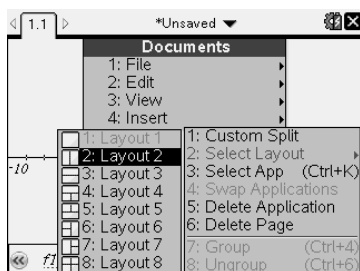 1.1 *Unsaved
Documents
1: File
2: Edit
3: View
4: Insert
1: Layout 1
2: Layout 2
3: Layout 3
4: Layout 4
5: Layout 5
6: Layout 6
7: Layout 7
8: Layout 8
1: Custom Split
2: Select Layout
3: Select App (Ctrl+K)
4: Swap Applications
5: Delete Application
6: Delete Page
7: Group (Ctrl+4)
8: Ungroup (Ctrl+6)
-10
f1